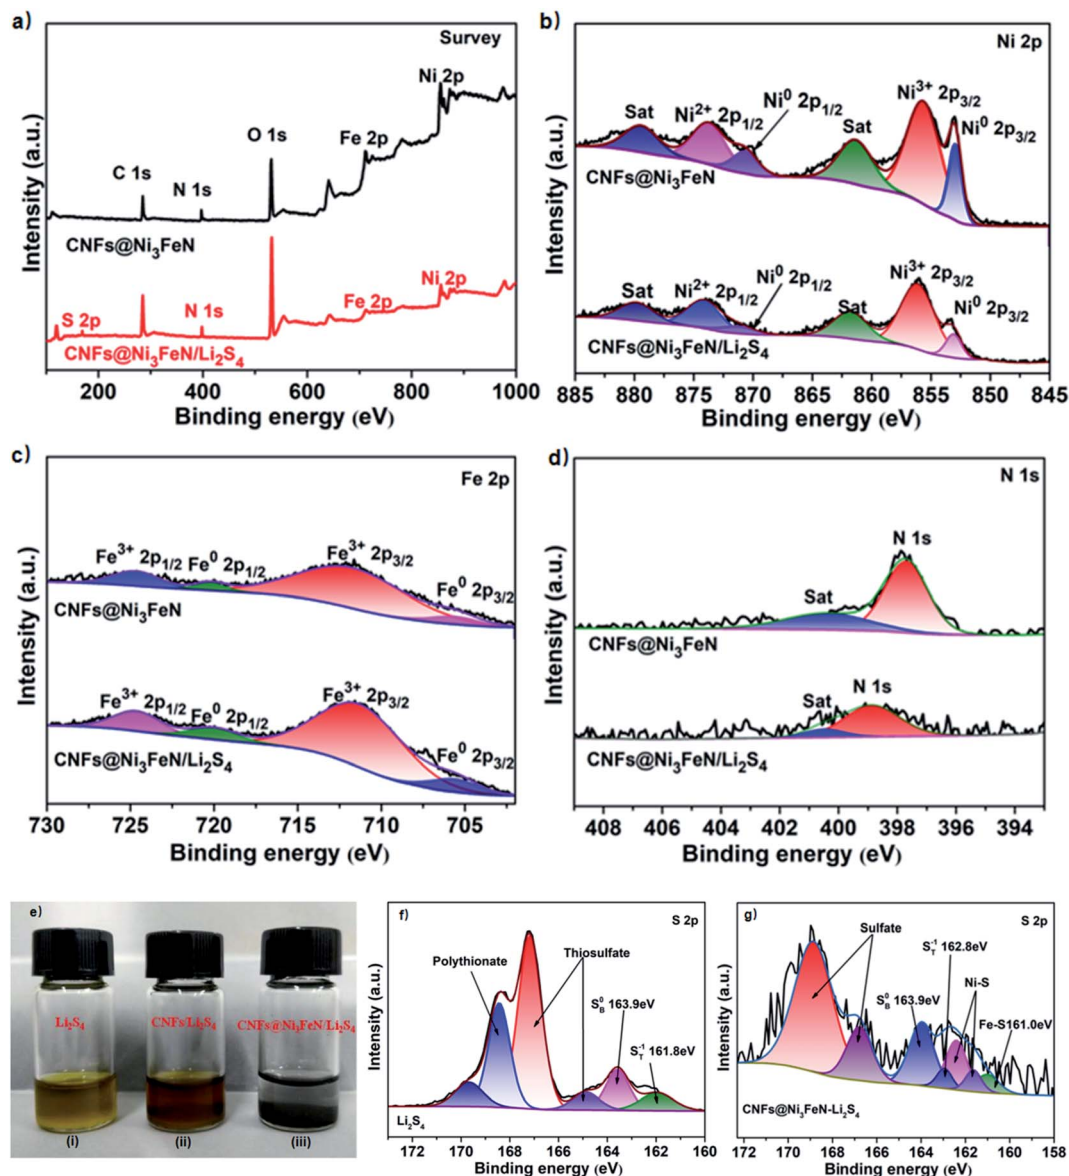 a)
Survey
Ni 2p
O 1s
Fe 2p
C 1s
N 1s
CNFs@Ni₃FeN
Ni 2p
Fe 2p
S 2p
N 1s
CNFs@Ni₃FeN/Li₂S₄
Intensity (a.u.)
200 400 600 800 1000
Binding energy (eV)
b)
Ni 2p
Sat
Ni²⁺ 2p₁/₂
Ni⁰ 2p₁/₂
Sat
Ni³⁺ 2p₃/₂
Ni⁰ 2p₃/₂
CNFs@Ni₃FeN
Sat
Ni²⁺ 2p₁/₂
Ni⁰ 2p₁/₂
Sat
Ni³⁺ 2p₃/₂
Ni⁰ 2p₃/₂
CNFs@Ni₃FeN/Li₂S₄
Intensity (a.u.)
885 880 875 870 865 860 855 850 845
Binding energy (eV)
c)
Fe 2p
Fe³⁺ 2p₁/₂
Fe⁰ 2p₁/₂
Fe³⁺ 2p₃/₂
Fe⁰ 2p₃/₂
CNFs@Ni₃FeN
Fe³⁺ 2p₁/₂
Fe⁰ 2p₁/₂
Fe³⁺ 2p₃/₂
Fe⁰ 2p₃/₂
CNFs@Ni₃FeN/Li₂S₄
Intensity (a.u.)
730 725 720 715 710 705
Binding energy (eV)
d)
N 1s
N 1s
Sat
CNFs@Ni₃FeN
N 1s
Sat
CNFs@Ni₃FeN/Li₂S₄
Intensity (a.u.)
408 406 404 402 400 398 396 394
Binding energy (eV)
e)
Li₂S₄
CNFs/Li₂S₄
CNFs@Ni₃FeN/Li₂S₄
(i)
(ii)
(iii)
f)
S 2p
Polythionate
Thiosulfate
S_B⁰ 163.9eV
S_T⁻¹ 161.8eV
Li₂S₄
Intensity (a.u.)
172 170 168 166 164 162 160
Binding energy (eV)
g)
S 2p
Sulfate
S_T⁻¹ 162.8eV
S_B⁰ 163.9eV
Ni-S
Fe-S161.0eV
CNFs@Ni₃FeN-Li₂S₄
Intensity (a.u.)
172 170 168 166 164 162 160 158
Binding energy (eV)